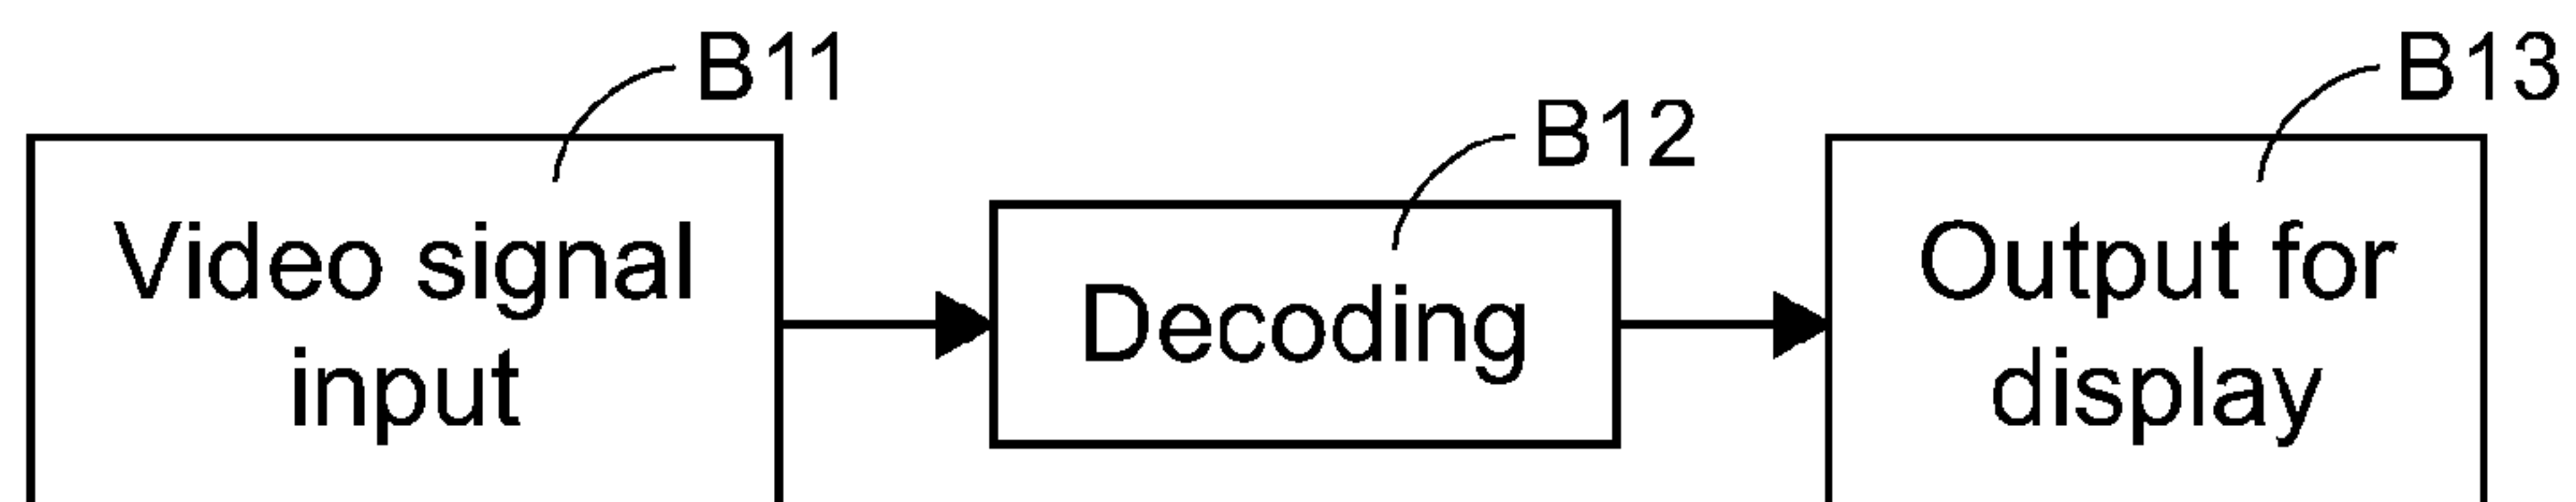 B11
Video signal
input
B12
Decoding
B13
Output for
display